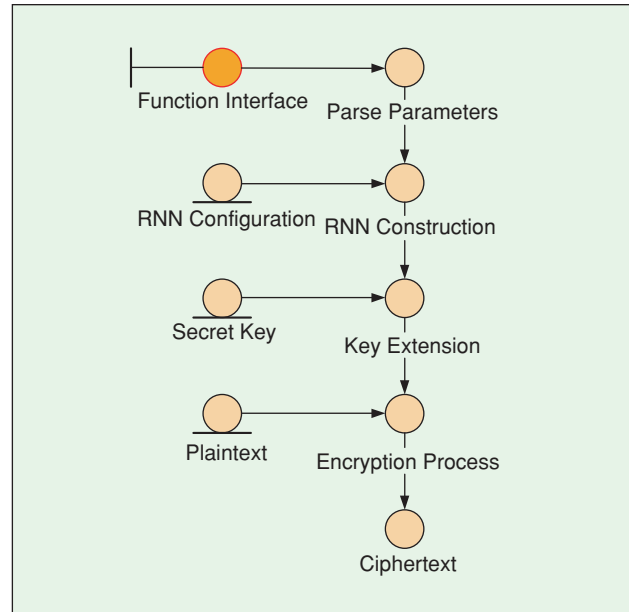 Function Interface
Parse Parameters
RNN Configuration
RNN Construction
Secret Key
Key Extension
Plaintext
Encryption Process
Ciphertext